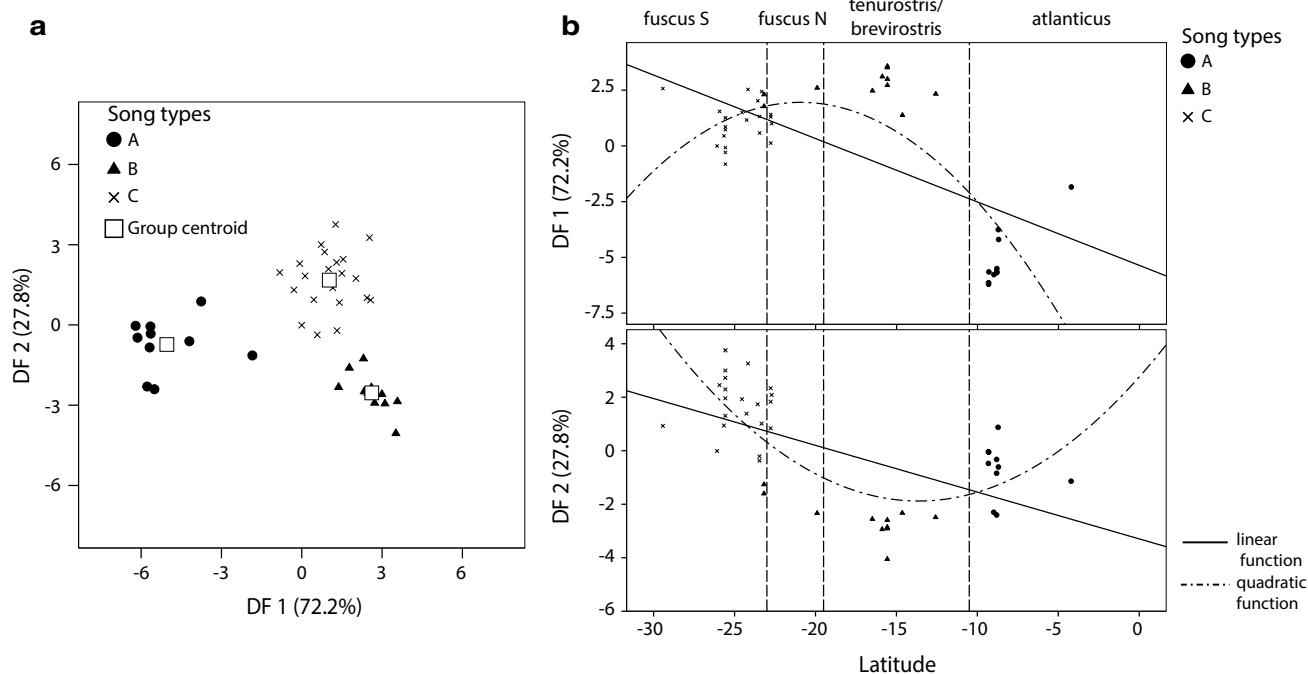 a
Song types
A
B
C
Group centroid
6
3
0
-3
-6
-6
-3
0
3
6
DF 2 (27.8%)
DF 1 (72.2%)
b
fuscus S
fuscus N
tenurostris/
brevirostris
atlanticus
Song types
A
B
C
2.5
0
-2.5
-5
-7.5
DF 1 (72.2%)
4
2
0
-2
-4
-6
DF 2 (27.8%)
-30
-25
-20
-15
-10
-5
0
Latitude
linear
function
quadratic
function